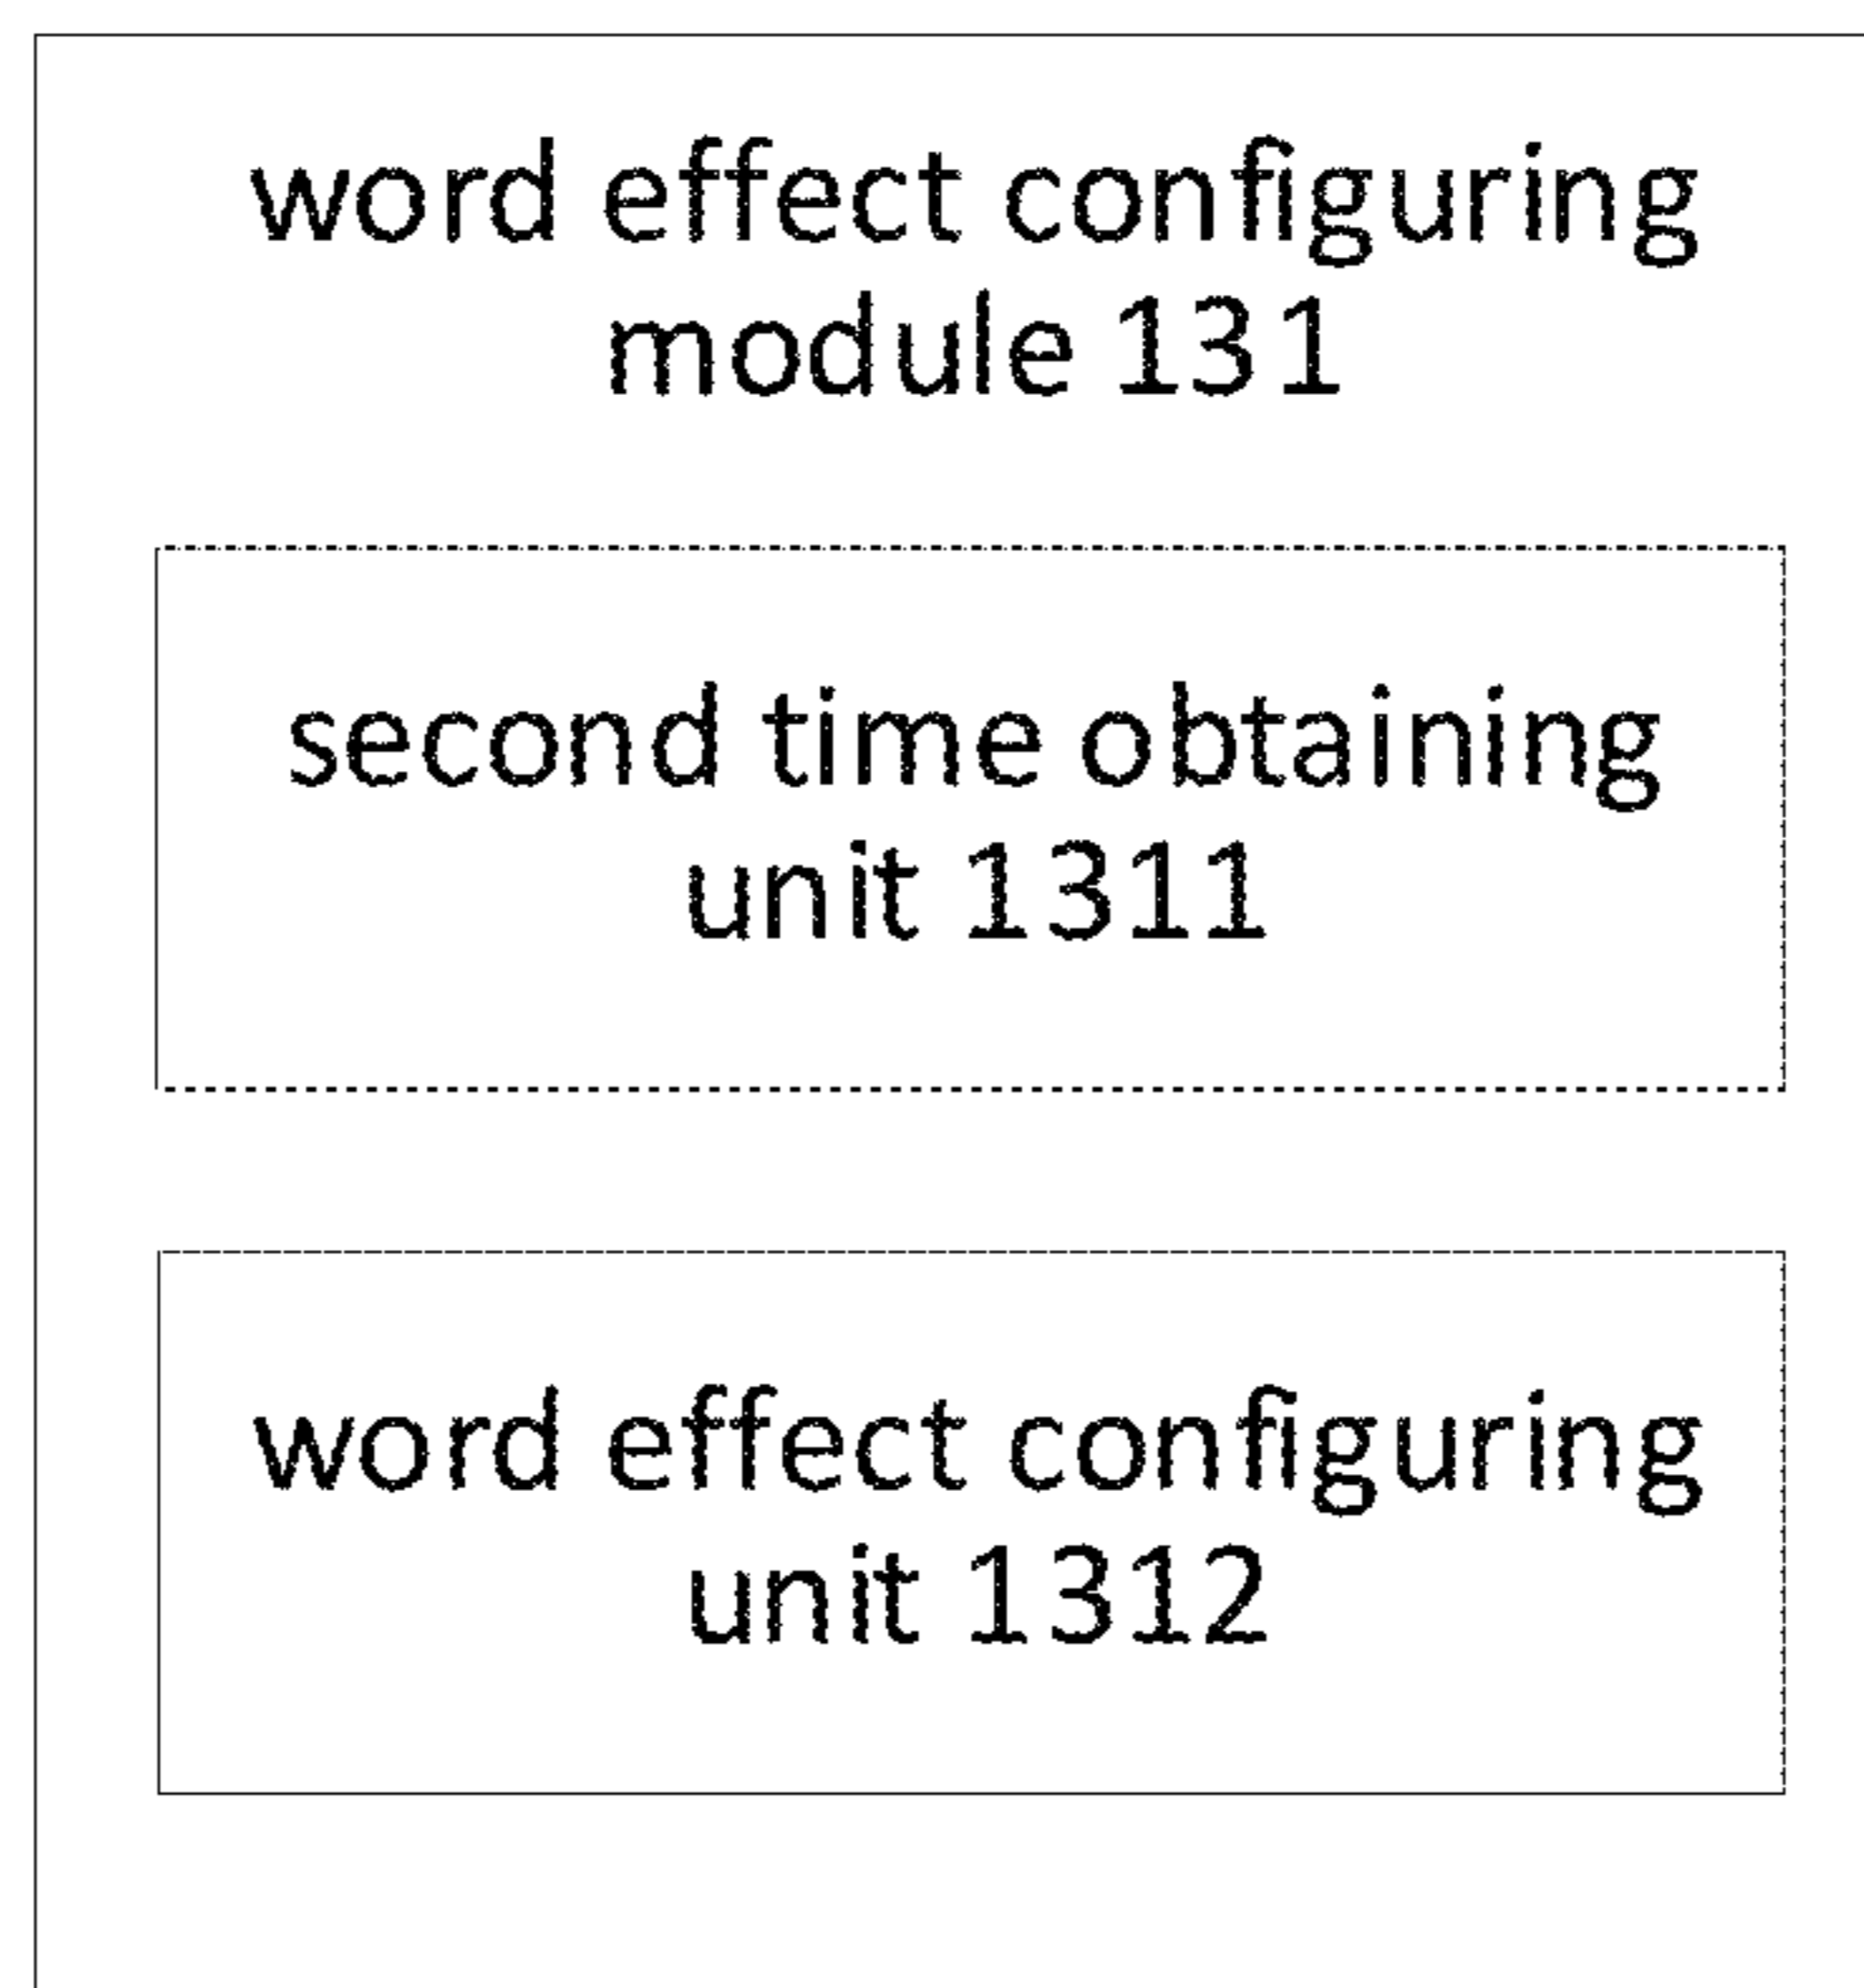 word effect configuring
module 131
second time obtaining
unit 1311
word effect configuring
unit 1312